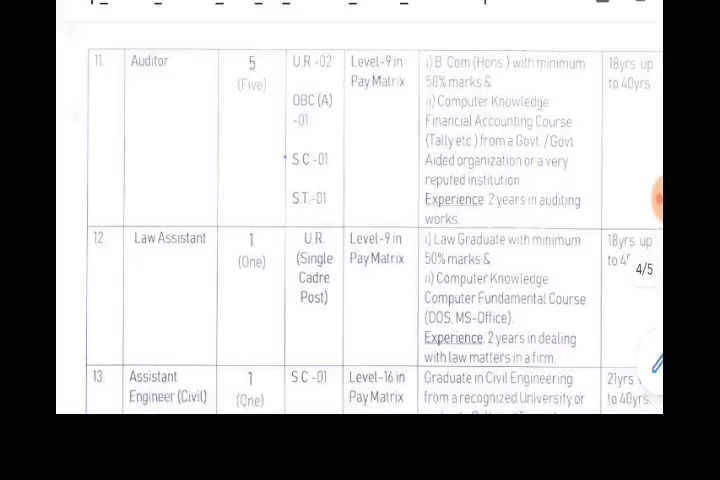 11.
Auditor
5
(Five)
U.R -02
OBC (A)
-01
S.C -01
S.T.-01
Level-9 in
Pay Matrix
i) B Com (Hons.) with minimum
50% marks &
ii) Computer Knowledge
Financial Accounting Course
(Tally etc) from a Govt. / Govt.
Aided organization or a very
reputed institution
Experience 2 years in auditing
works.
18yrs up
to 40yrs
12.
Law Assistant
1
(One)
U.R.
(Single
Cadre
Post)
Level-9 in
Pay Matrix
i) Law Graduate with minimum
50% marks &
ii) Computer Knowledge.
Computer Fundamental Course
(DOS, MS-Office).
Experience 2 years in dealing
with law matters in a firm.
18yrs up
to
4/5
13.
Assistant
Engineer (Civil)
1
(One)
S.C -01
Level-16 in
Pay Matrix
Graduate in Civil Engineering
from a recognized University or
21yrs
to 40yrs.